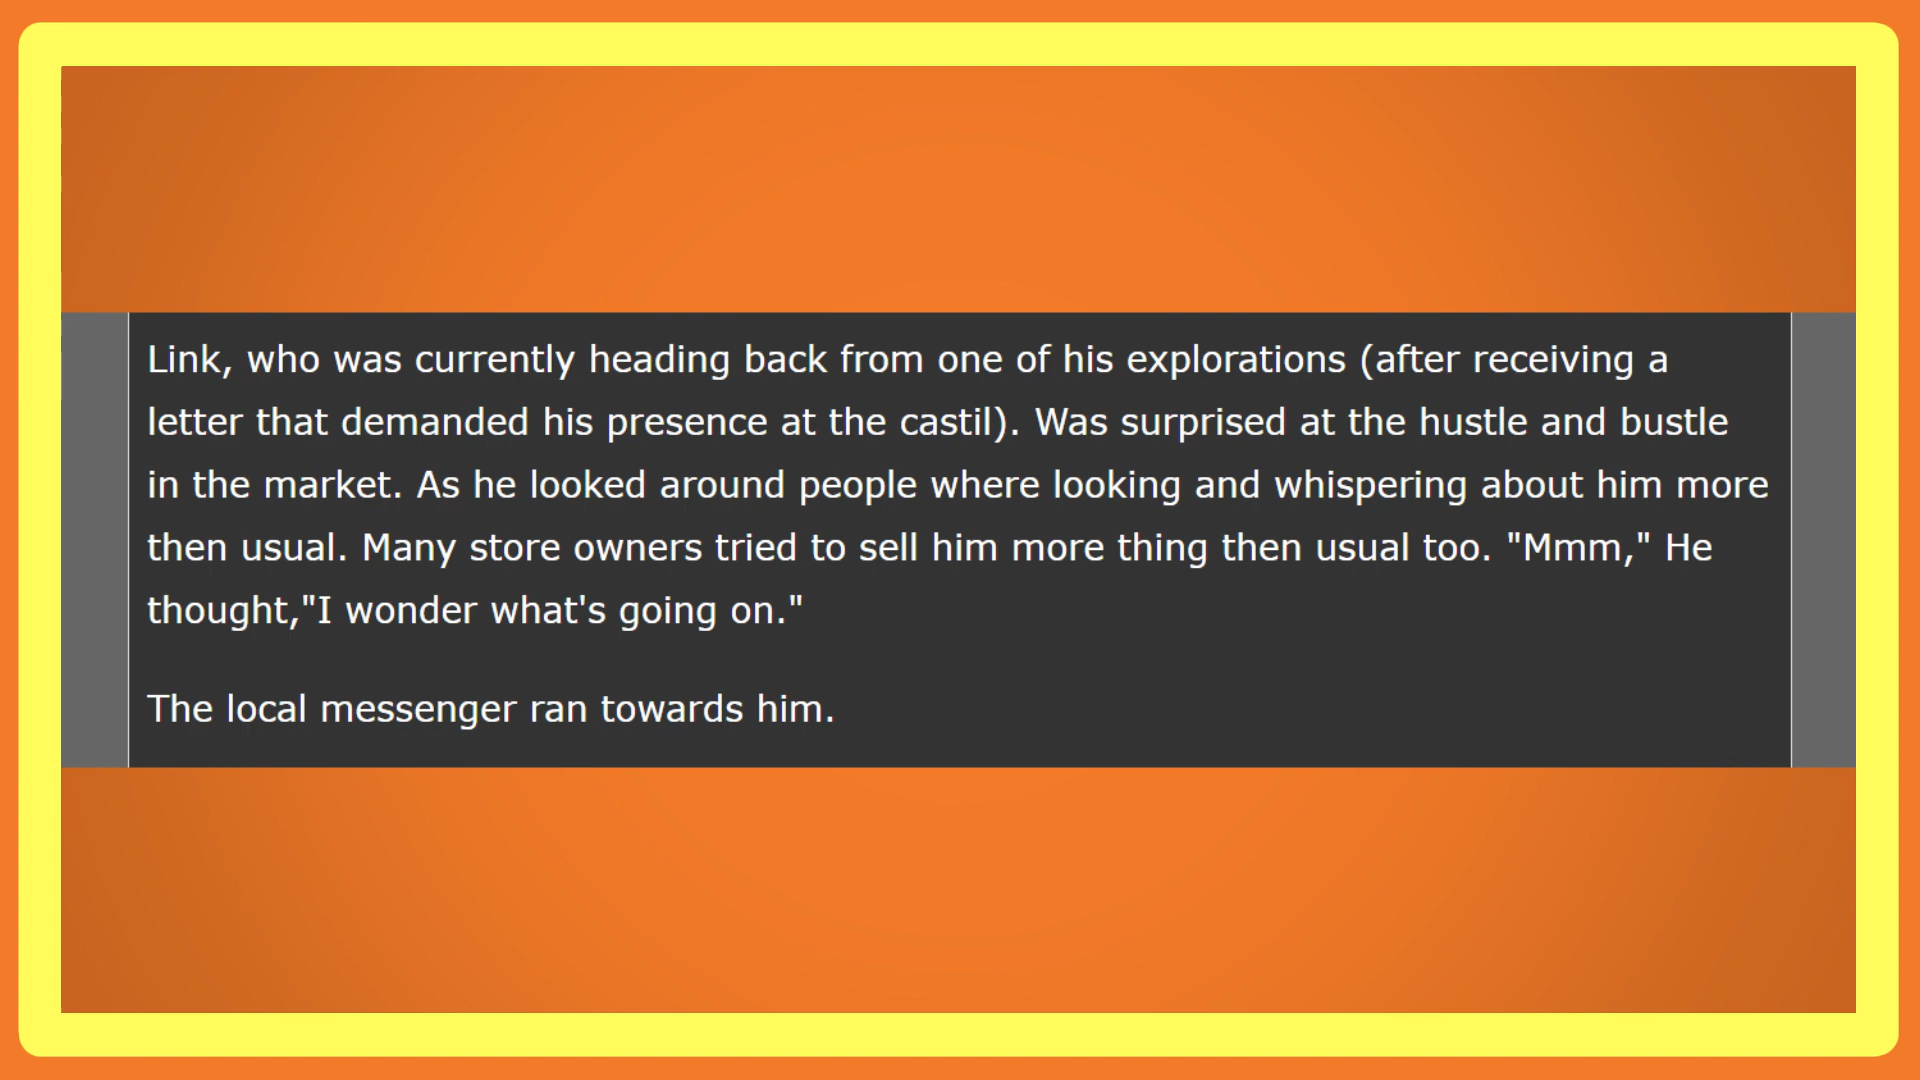 Link, who was currently heading back from one of his explorations (after receiving a
letter that demanded his presence at the castil). Was surprised at the hustle and bustle
in the market. As he looked around people where looking and whispering about him more
then usual. Many store owners tried to sell him more thing then usual too. "Mmm," He
thought,"I wonder what's going on."
The local messenger ran towards him.